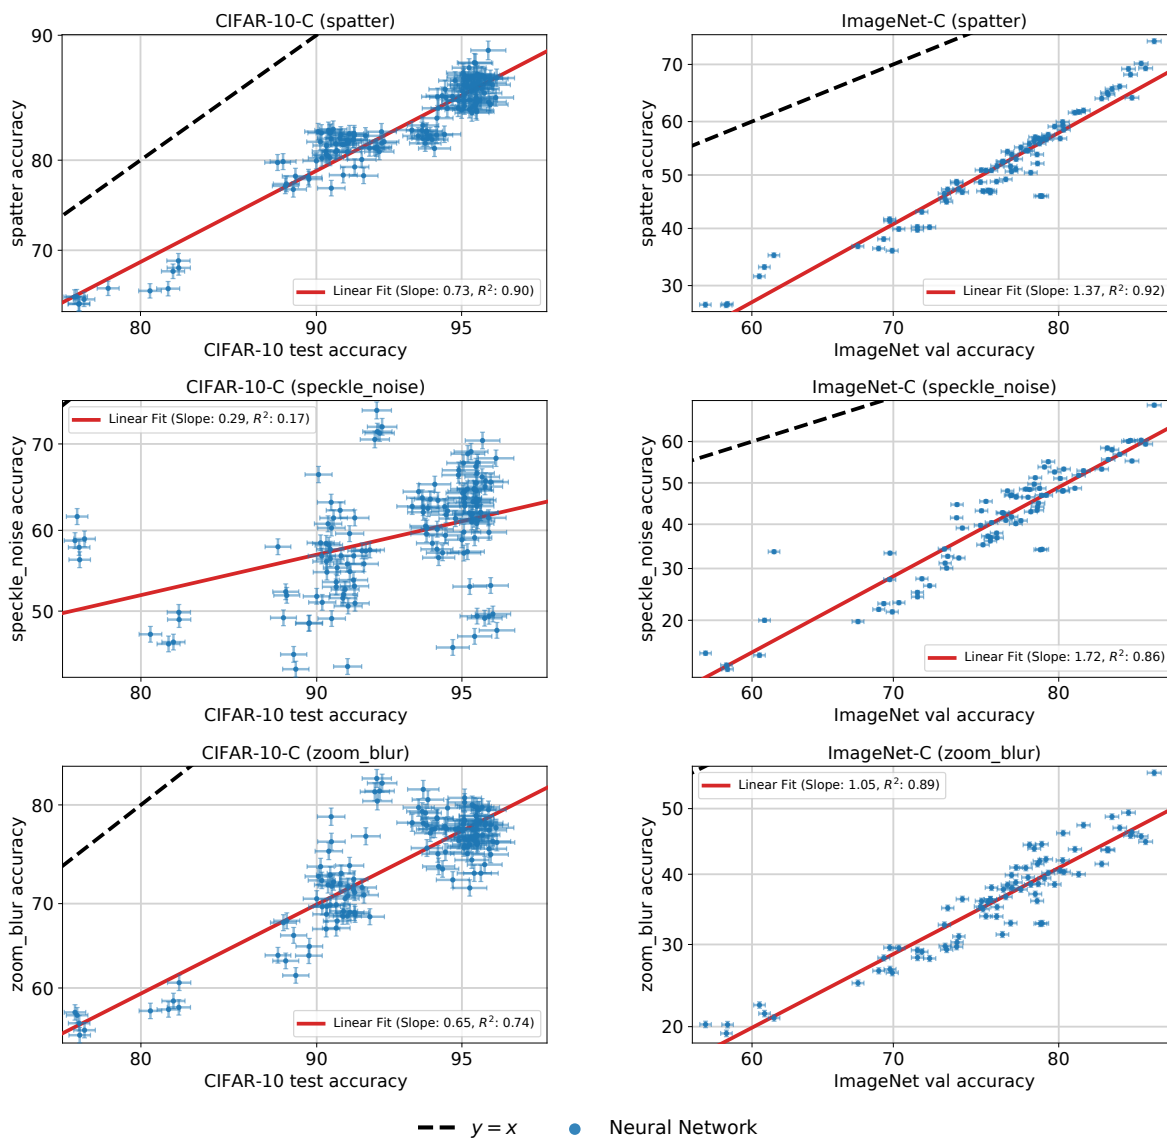 CIFAR-10-C (spatter)
90
80
70
spatter accuracy
Linear Fit (Slope: 0.73, R²: 0.90)
80 90 95
CIFAR-10 test accuracy
ImageNet-C (spatter)
70
60
50
40
30
spatter accuracy
Linear Fit (Slope: 1.37, R²: 0.92)
60 70 80
ImageNet val accuracy
CIFAR-10-C (speckle_noise)
Linear Fit (Slope: 0.29, R²: 0.17)
70
60
50
speckle_noise accuracy
80 90 95
CIFAR-10 test accuracy
ImageNet-C (speckle_noise)
60
50
40
30
20
speckle_noise accuracy
Linear Fit (Slope: 1.72, R²: 0.86)
60 70 80
ImageNet val accuracy
CIFAR-10-C (zoom_blur)
80
70
60
zoom_blur accuracy
Linear Fit (Slope: 0.65, R²: 0.74)
80 90 95
CIFAR-10 test accuracy
ImageNet-C (zoom_blur)
Linear Fit (Slope: 1.05, R²: 0.89)
50
40
30
20
zoom_blur accuracy
60 70 80
ImageNet val accuracy
y = x Neural Network